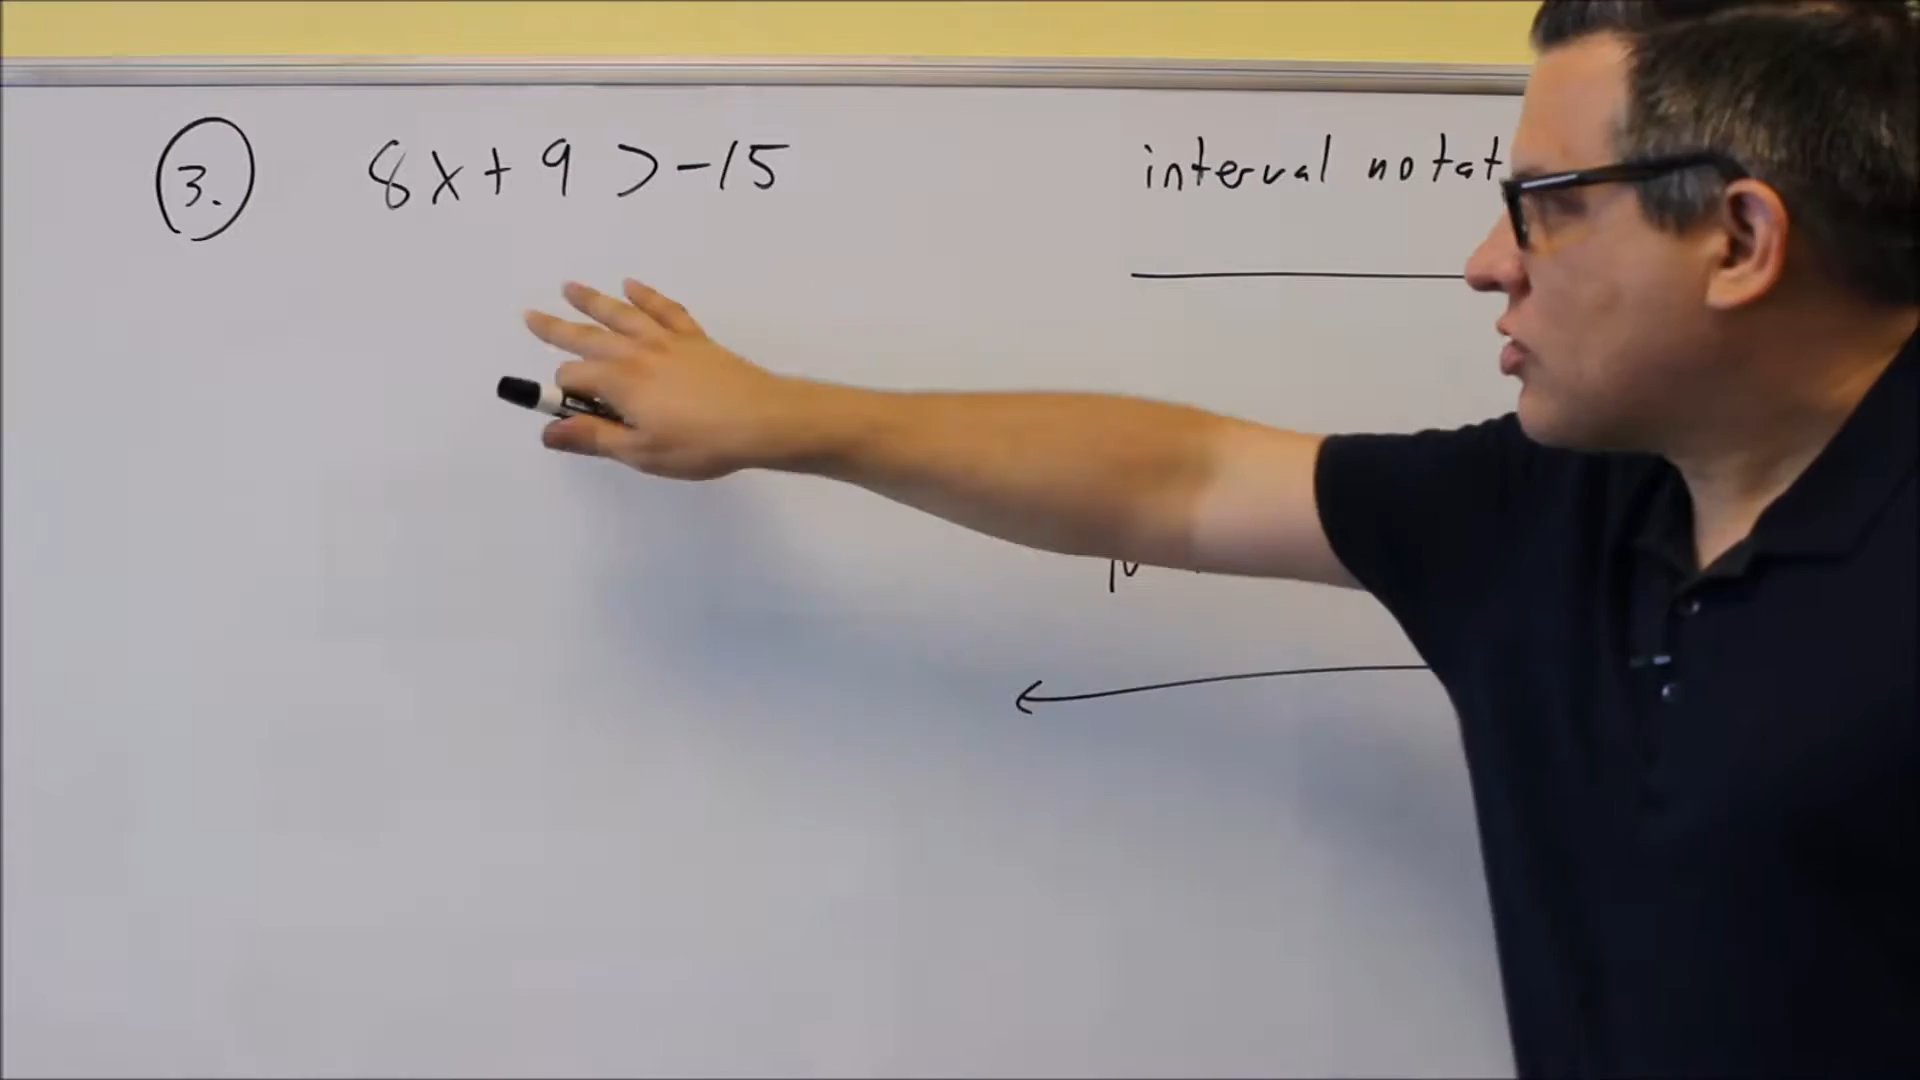 3. 8x + 9 > -15
interval notat